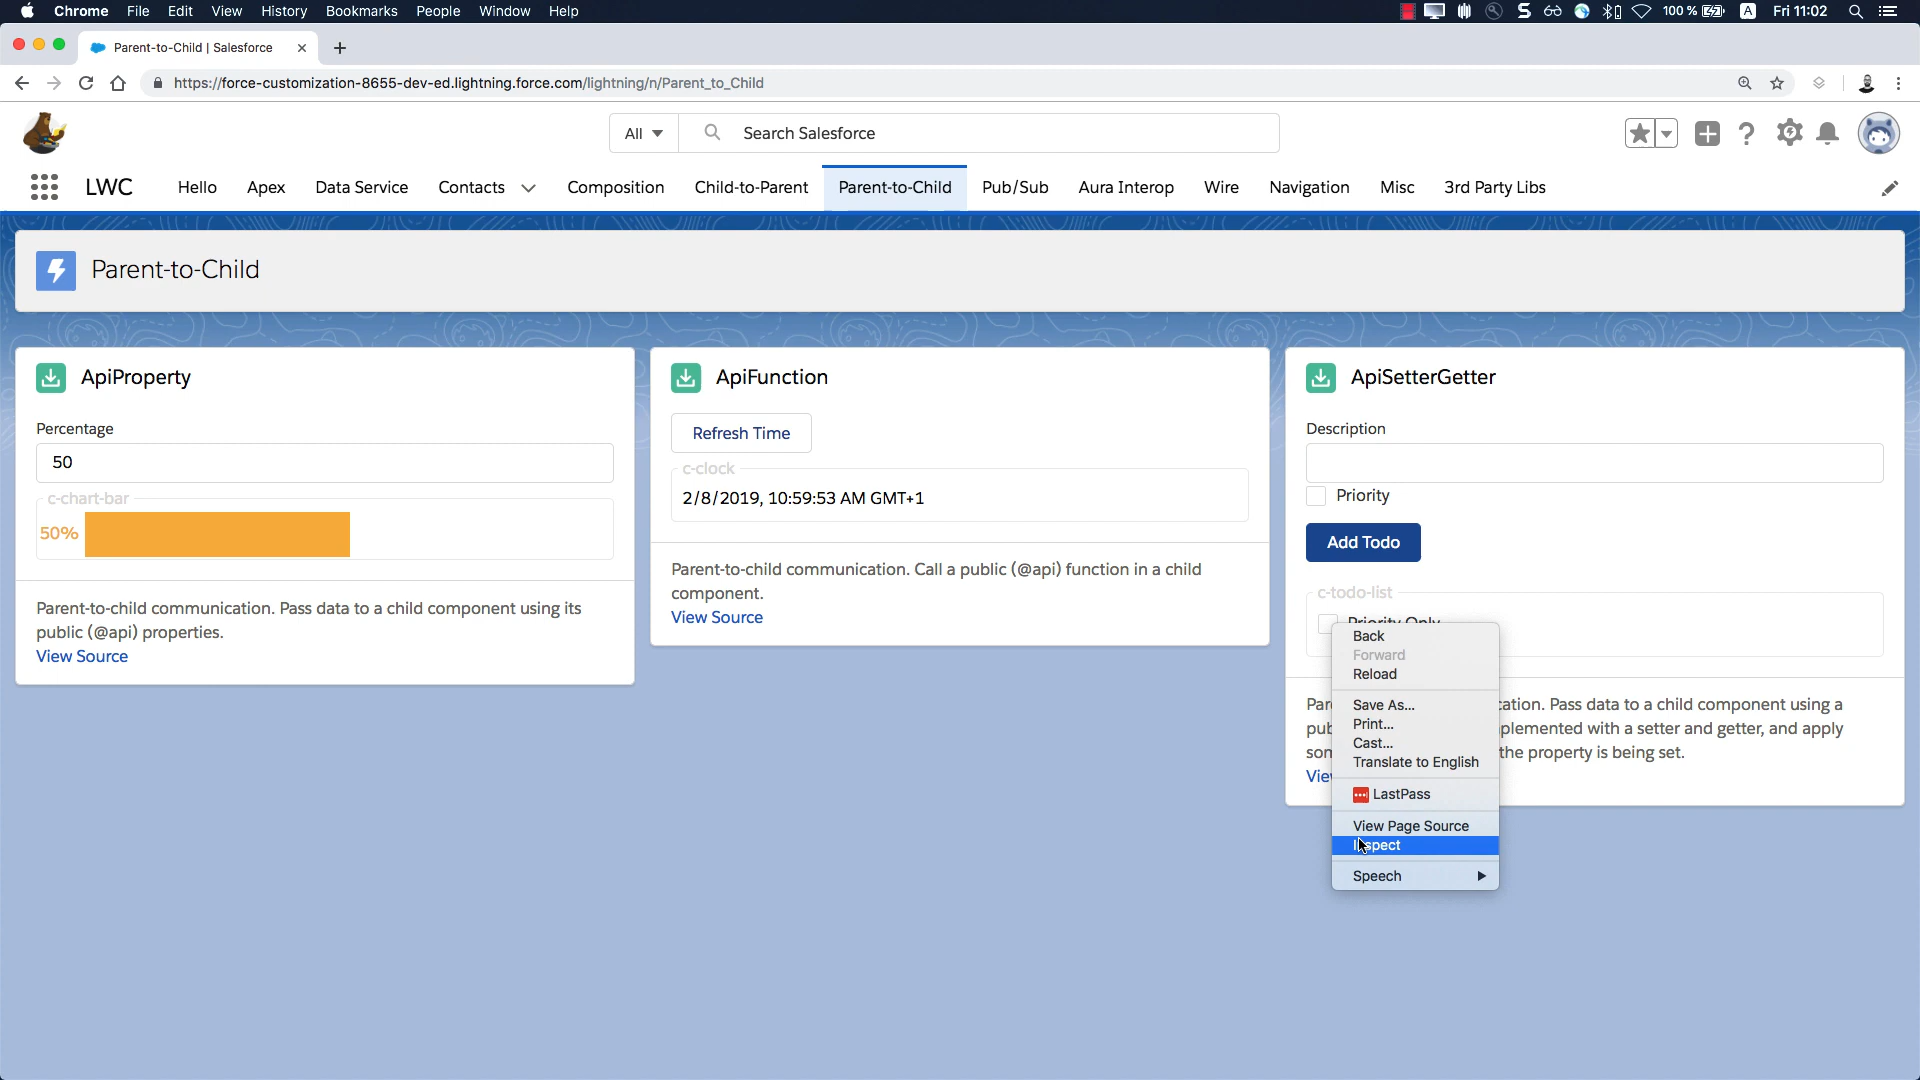 Chrome File Edit View History Bookmarks People Window Help 100 % A Fri 11:02
Parent-to-Child | Salesforce
https://force-customization-8655-dev-ed.lightning.force.com/lightning/n/Parent_to_Child
All Search Salesforce
LWC Hello Apex Data Service Contacts Composition Child-to-Parent Parent-to-Child Pub/Sub Aura Interop Wire Navigation Misc 3rd Party Libs
Parent-to-Child
ApiProperty
Percentage
50
c-chart-bar
50%
Parent-to-child communication. Pass data to a child component using its
public (@api) properties.
View Source
ApiFunction
Refresh Time
c-clock
2/8/2019, 10:59:53 AM GMT+1
Parent-to-child communication. Call a public (@api) function in a child
component.
View Source
ApiSetterGetter
Description
Priority
Add Todo
c-todo-list
Priority Only
ation. Pass data to a child component using a
plemented with a setter and getter, and apply
the property is being set.
Back
Forward
Reload
Save As...
Print...
Cast...
Translate to English
LastPass
View Page Source
Inspect
Speech